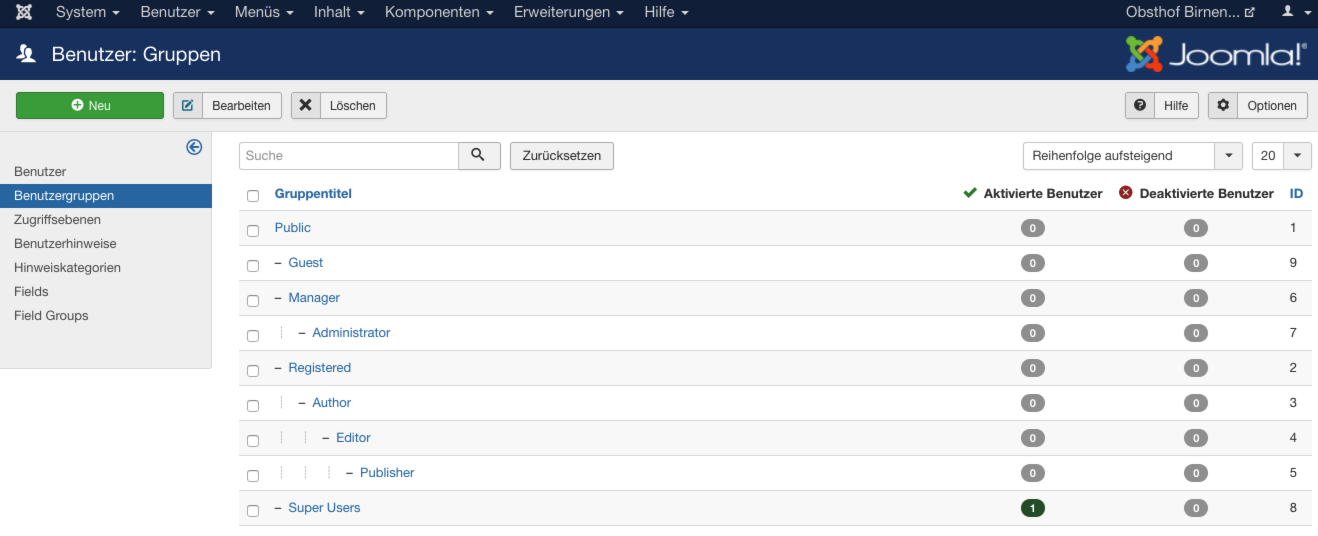 System Benutzer Menüs Inhalt Komponenten Erweiterungen Hilfe Obsthof Birnen...
Benutzer: Gruppen Joomla!®
Neu Bearbeiten Löschen Hilfe Optionen
Benutzer
Benutzergruppen
Zugriffsebenen
Benutzerhinweise
Hinweiskategorien
Fields
Field Groups
Suche Zurücksetzen Reihenfolge aufsteigend 20
Gruppentitel Aktivierte Benutzer Deaktivierte Benutzer ID
Public 0 0 1
– Guest 0 0 9
– Manager 0 0 6
– Administrator 0 0 7
– Registered 0 0 2
– Author 0 0 3
– Editor 0 0 4
– Publisher 0 0 5
– Super Users 1 0 8